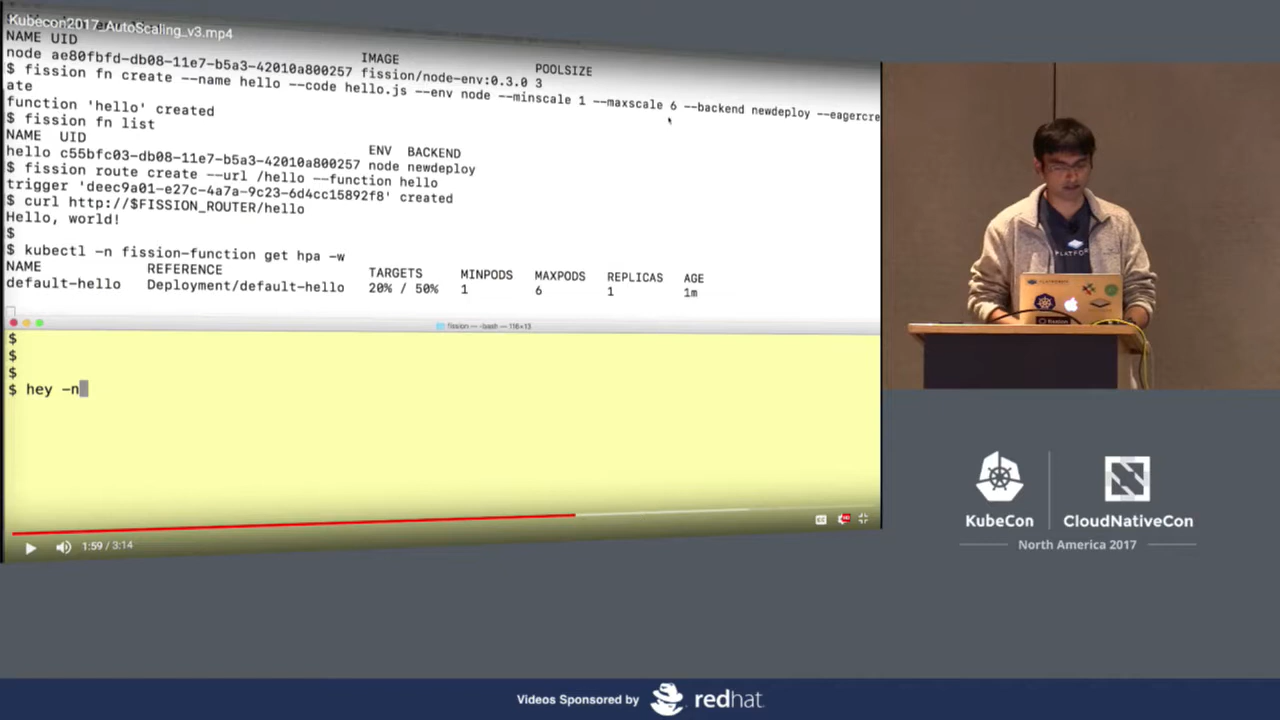 Kubecon2017_AutoScaling_v3.mp4
NAME UID IMAGE POOLSIZE
node ae80fbfd-db08-11e7-b5a3-42010a800257 fission/node-env:0.3.0 3
$ fission fn create --name hello --code hello.js --env node --minscale 1 --maxscale 6 --backend newdeploy --eagercre
ate
function 'hello' created
$ fission fn list
NAME UID ENV BACKEND
hello c55bfc03-db08-11e7-b5a3-42010a800257 node newdeploy
$ fission route create --url /hello --function hello
trigger 'deec9a01-e27c-4a7a-9c23-6d4cc15892f8' created
$ curl http://$FISSION_ROUTER/hello
Hello, world!
$
$ kubectl -n fission-function get hpa -w
NAME REFERENCE TARGETS MINPODS MAXPODS REPLICAS AGE
default-hello Deployment/default-hello 20% / 50% 1 6 1 1m
fission — -bash — 116×13
$
$
$
$ hey -n
1:59 / 3:14
PLATFORM
KubeCon CloudNativeCon
North America 2017
Videos Sponsored by redhat.